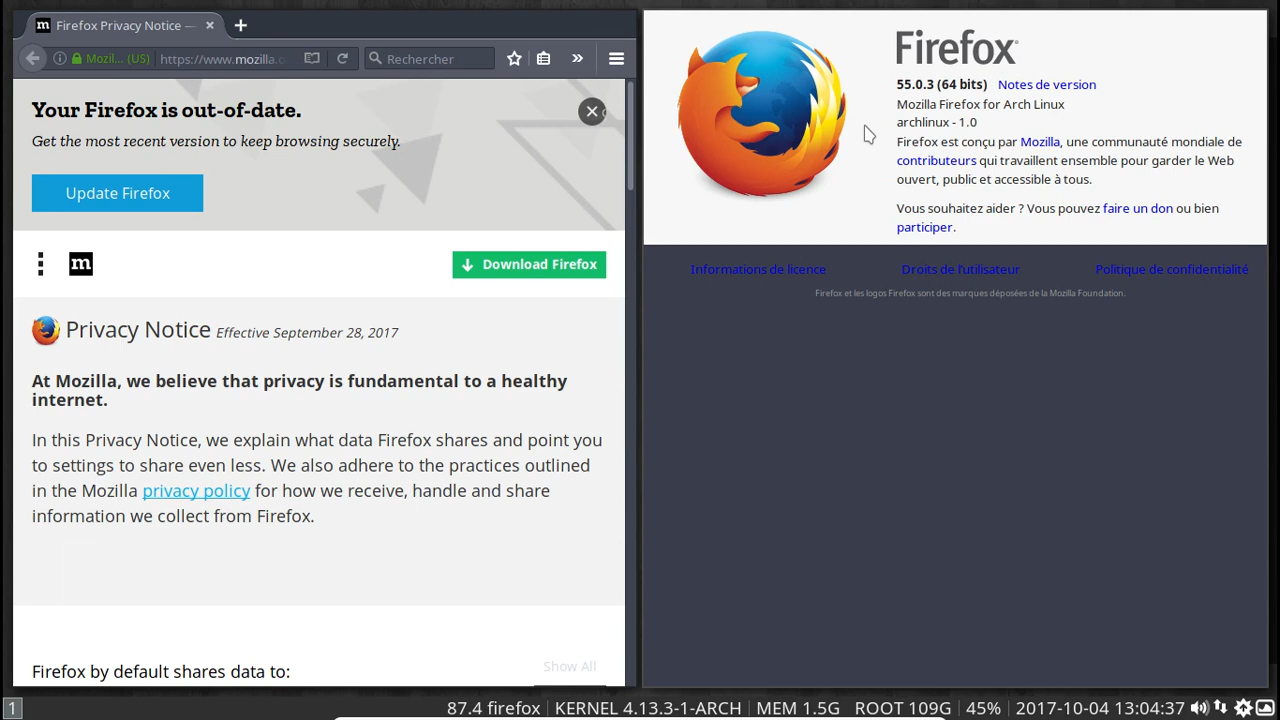 Firefox Privacy Notice —
Mozil... (US)
https://www.mozilla.o
Rechercher
Your Firefox is out-of-date.
Get the most recent version to keep browsing securely.
Update Firefox
m
Download Firefox
Privacy Notice Effective September 28, 2017
At Mozilla, we believe that privacy is fundamental to a healthy
internet.
In this Privacy Notice, we explain what data Firefox shares and point you
to settings to share even less. We also adhere to the practices outlined
in the Mozilla privacy policy for how we receive, handle and share
information we collect from Firefox.
Firefox by default shares data to:
Show All
Firefox
55.0.3 (64 bits) Notes de version
Mozilla Firefox for Arch Linux
archlinux - 1.0
Firefox est conçu par Mozilla, une communauté mondiale de
contributeurs qui travaillent ensemble pour garder le Web
ouvert, public et accessible à tous.
Vous souhaitez aider ? Vous pouvez faire un don ou bien
participer.
Informations de licence
Droits de l'utilisateur
Politique de confidentialité
Firefox et les logos Firefox sont des marques déposées de la Mozilla Foundation.
1
87.4 firefox | KERNEL 4.13.3-1-ARCH | MEM 1.5G | ROOT 109G | 45% | 2017-10-04 13:04:37